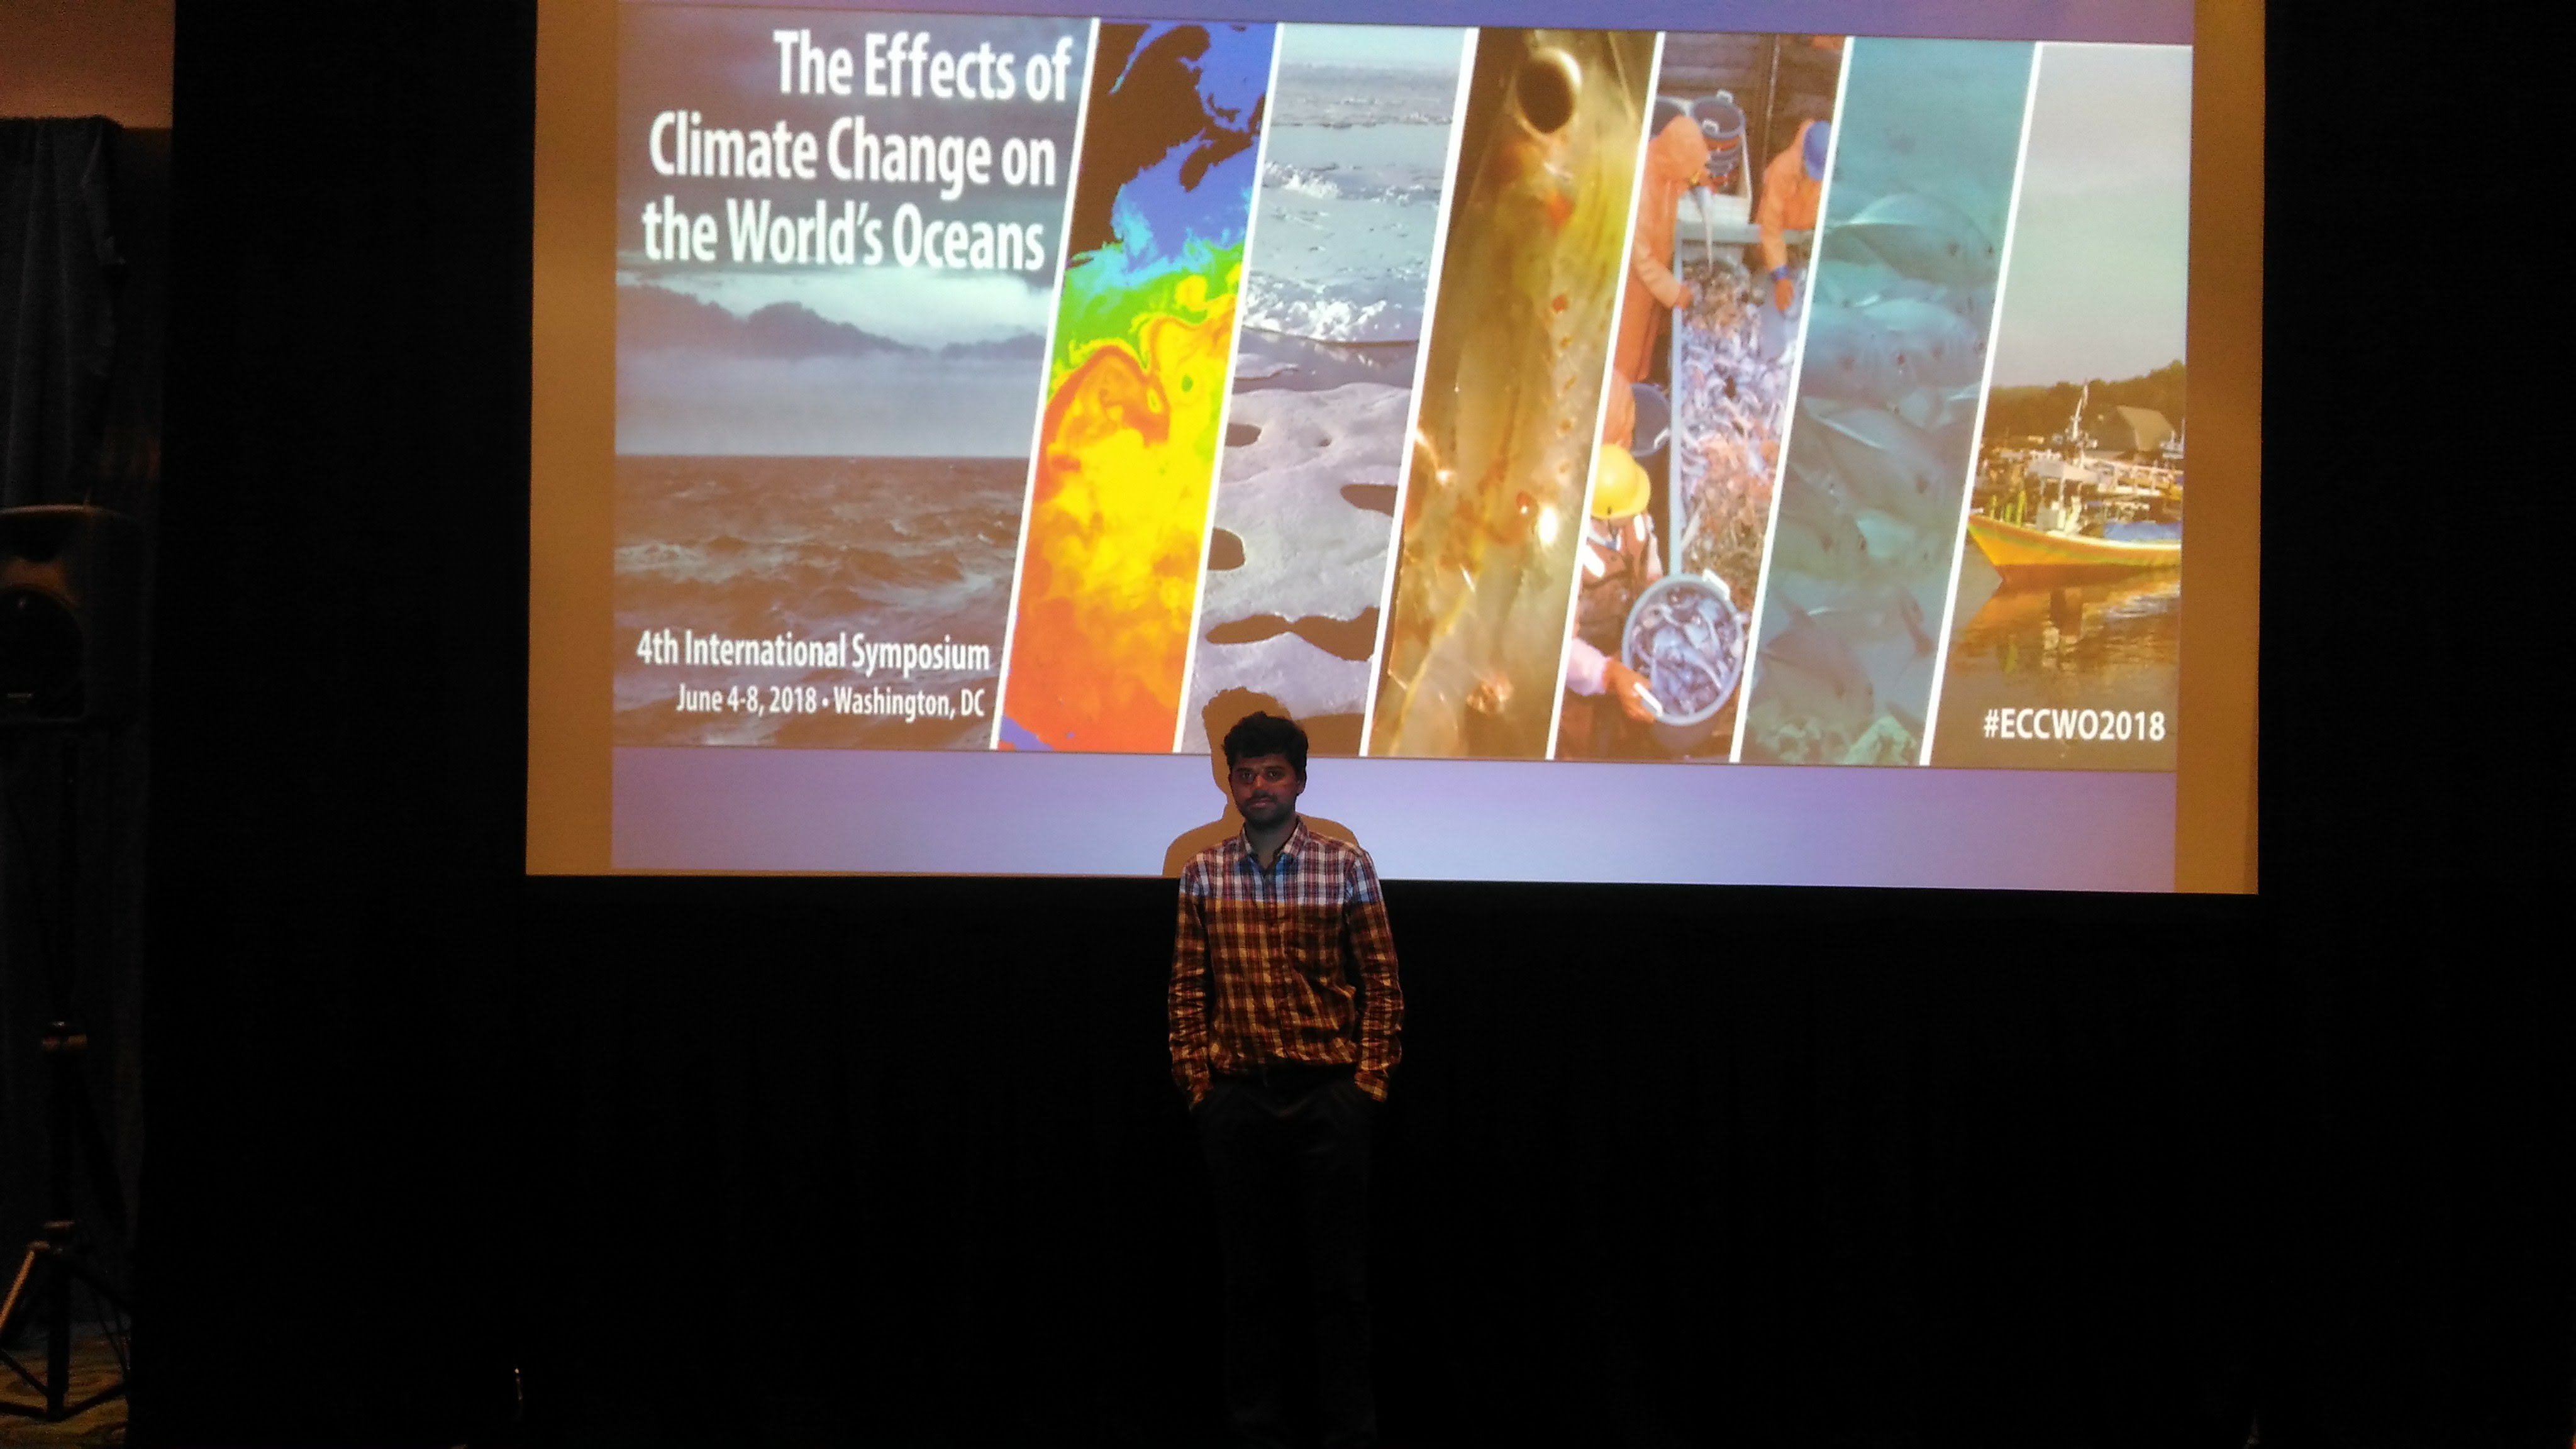 The Effects of
Climate Change on
the World's Oceans
4th International Symposium
June 4-8, 2018 • Washington, DC
#ECCWO2018